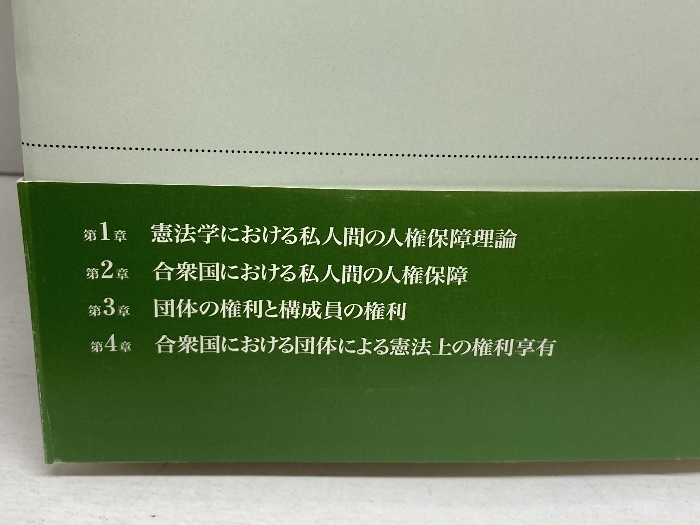 第1章 憲法学における私人間の人権保障理論
第2章 合衆国における私人間の人権保障
第3章 団体の権利と構成員の権利
第4章 合衆国における団体による憲法上の権利享有